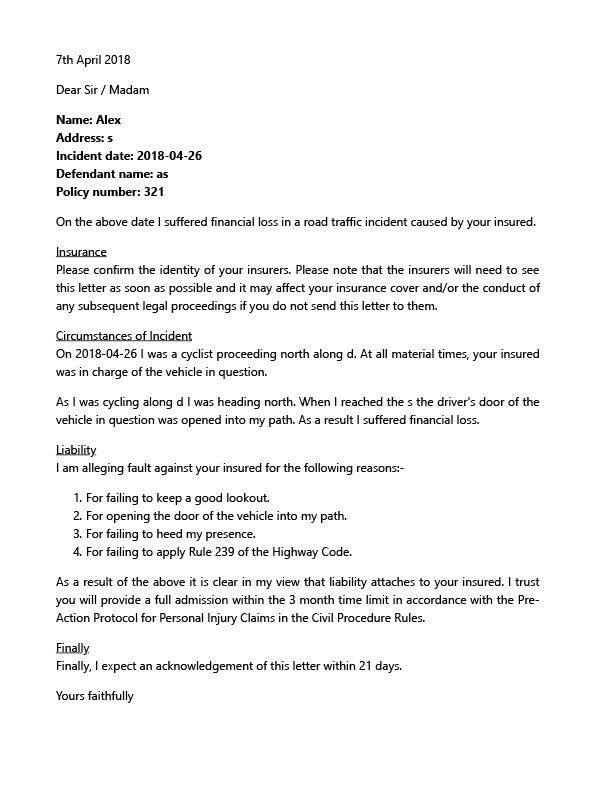 7th April 2018
Dear Sir / Madam
Name: Alex
Address: s
Incident date: 2018-04-26
Defendant name: as
Policy number: 321
On the above date I suffered financial loss in a road traffic incident caused by your insured.
Insurance
Please confirm the identity of your insurers. Please note that the insurers will need to see
this letter as soon as possible and it may affect your insurance cover and/or the conduct of
any subsequent legal proceedings if you do not send this letter to them.
Circumstances of Incident
On 2018-04-26 I was a cyclist proceeding north along d. At all material times, your insured
was in charge of the vehicle in question.
As I was cycling along d I was heading north. When I reached the s the driver's door of the
vehicle in question was opened into my path. As a result I suffered financial loss.
Liability
I am alleging fault against your insured for the following reasons:-
1. For failing to keep a good lookout.
2. For opening the door of the vehicle into my path.
3. For failing to heed my presence.
4. For failing to apply Rule 239 of the Highway Code.
As a result of the above it is clear in my view that liability attaches to your insured. I trust
you will provide a full admission within the 3 month time limit in accordance with the Pre-
Action Protocol for Personal Injury Claims in the Civil Procedure Rules.
Finally
Finally, I expect an acknowledgement of this letter within 21 days.
Yours faithfully